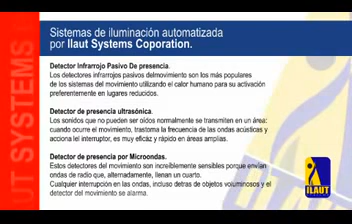 Sistemas de iluminación automatizada
por Ilaut Systems Coporation.
Detector Infrarrojo Pasivo De presencia.
Los detectores infrarrojos pasivos delmovimiento son los más populares
de los sistemas del movimiento utilizando el calor humano para su activación
preferentemente en lugares reducidos.
Detector de presencia ultrasónica.
Los sonidos que no pueden ser oidos normalmente se transmiten en un área:
cuando ocurre el movimiento, trastorna la frecuencia de las ondas acústicas y
acciona lel interruptor, es muy eficáz y rápido en áreas amplias.
Detector de presencia por Microondas.
Estos detectores del movimiento son increíblemente sensibles porque envían
ondas de radio que, alternadamente, llenan un cuarto.
Cualquier interrupción en las ondas, incluso detras de objetos voluminosos y el
detector del movimiento se alarma.
UT SYSTEMS
ILAUT